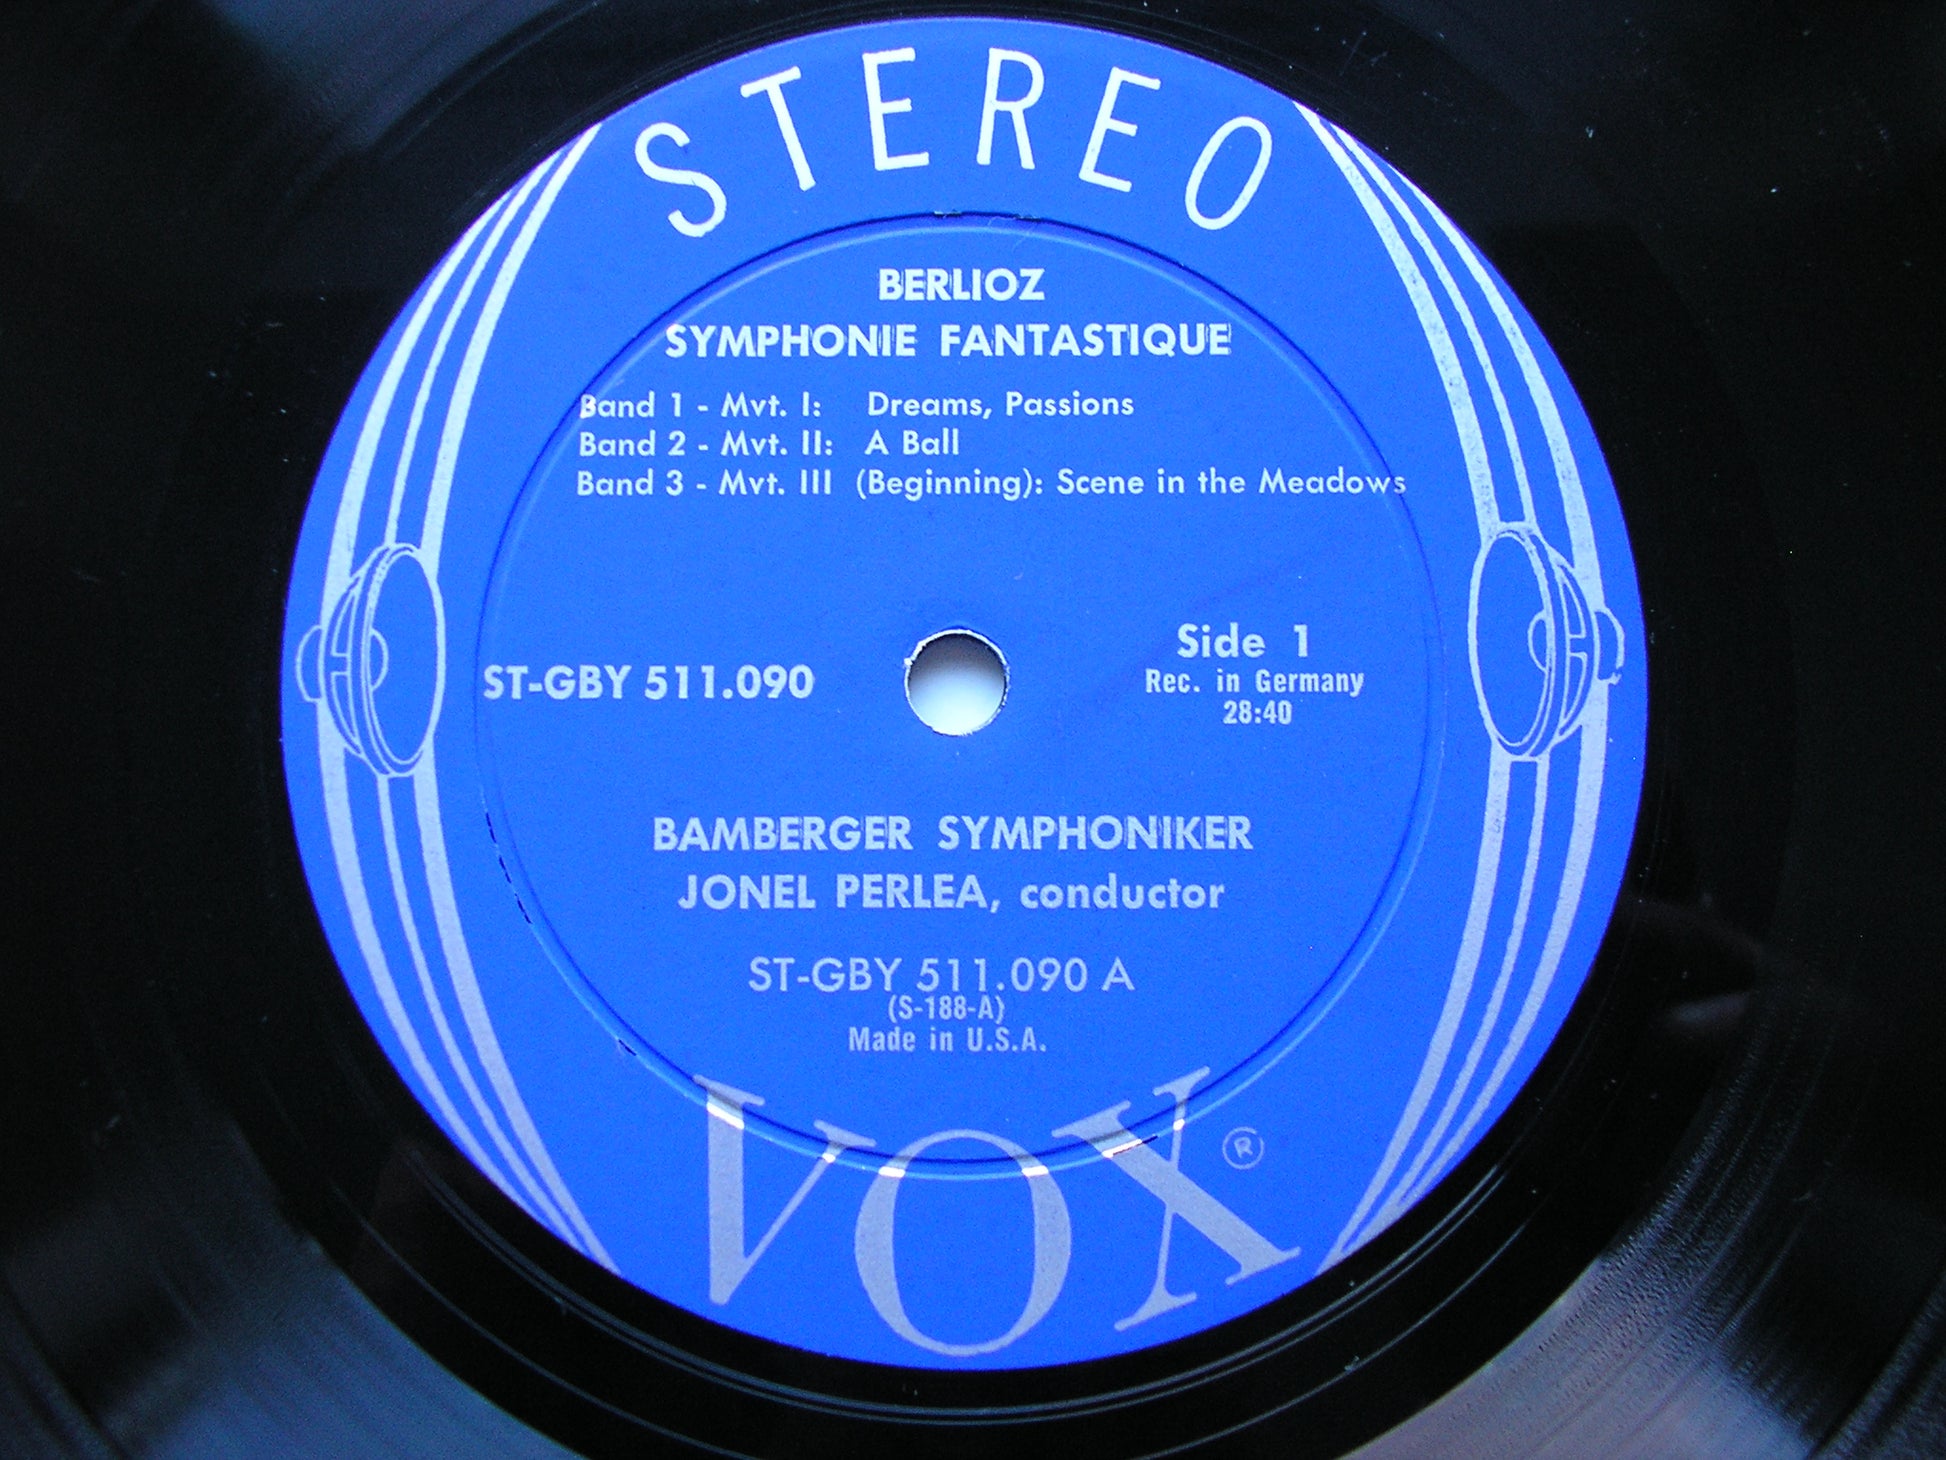 STEREO
BERLIOZ
SYMPHONIE FANTASTIQUE
Band 1 - Mvt. I: Dreams, Passions
Band 2 - Mvt. II: A Ball
Band 3 - Mvt. III (Beginning): Scene in the Meadows
ST-GBY 511.090
Side 1
Rec. in Germany
28:40
BAMBERGER SYMPHONIKER
JONEL PERLEA, conductor
ST-GBY 511.090 A
(S-188-A)
Made in U.S.A.
VOX ®